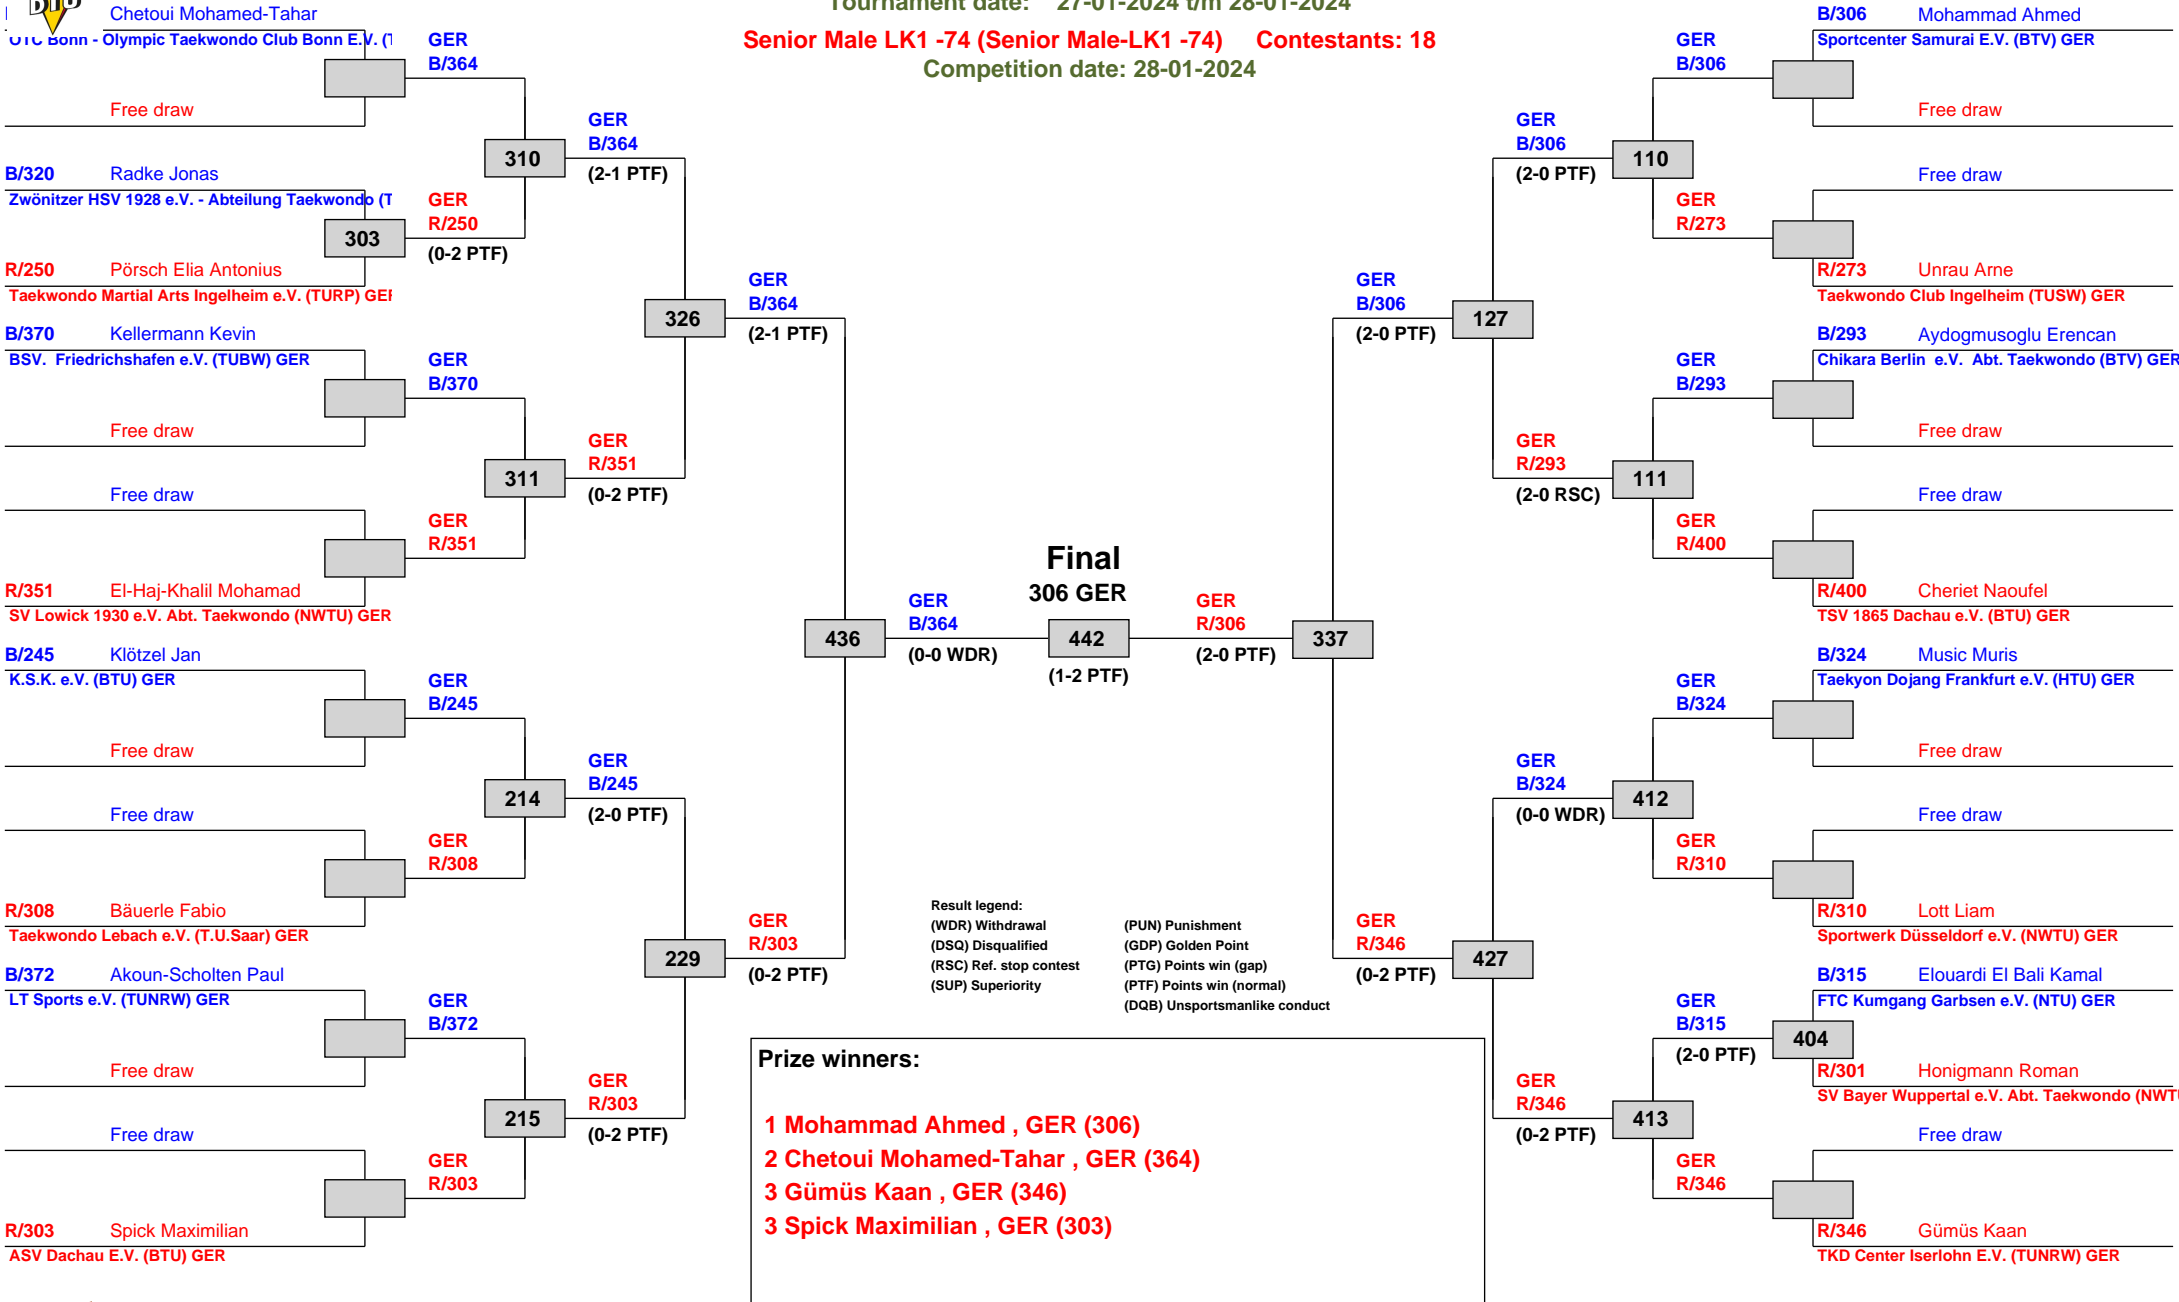 DTU
Tournament date: 27-01-2024 t/m 28-01-2024
Senior Male LK1 -74 (Senior Male-LK1 -74) Contestants: 18
Competition date: 28-01-2024
Chetoui Mohamed-Tahar
OTC Bonn - Olympic Taekwondo Club Bonn E.V. (T
Free draw
B/320 Radke Jonas
Zwönitzer HSV 1928 e.V. - Abteilung Taekwondo (T
303
R/250 Pörsch Elia Antonius
Taekwondo Martial Arts Ingelheim e.V. (TURP) GER
B/370 Kellermann Kevin
BSV. Friedrichshafen e.V. (TUBW) GER
Free draw
Free draw
R/351 El-Haj-Khalil Mohamad
SV Lowick 1930 e.V. Abt. Taekwondo (NWTU) GER
B/245 Klötzel Jan
K.S.K. e.V. (BTU) GER
Free draw
Free draw
R/308 Bäuerle Fabio
Taekwondo Lebach e.V. (T.U.Saar) GER
B/372 Akoun-Scholten Paul
LT Sports e.V. (TUNRW) GER
Free draw
Free draw
R/303 Spick Maximilian
ASV Dachau E.V. (BTU) GER
GER
B/364
GER
R/250
(0-2 PTF)
GER
B/370
GER
R/351
GER
B/245
GER
R/308
GER
B/372
GER
R/303
310
311
214
215
GER
B/364
(2-1 PTF)
GER
R/351
(0-2 PTF)
GER
B/245
(2-0 PTF)
GER
R/303
(0-2 PTF)
326
229
GER
B/364
(2-1 PTF)
GER
R/303
(0-2 PTF)
436
GER
B/364
(0-0 WDR)
Final
306 GER
442
(1-2 PTF)
GER
R/306
(2-0 PTF)
337
GER
B/306
(2-0 PTF)
GER
R/346
(0-2 PTF)
127
427
GER
B/306
(2-0 PTF)
GER
R/293
(2-0 RSC)
GER
B/324
(0-0 WDR)
GER
R/346
(0-2 PTF)
110
111
412
413
GER
B/306
GER
R/273
GER
B/293
GER
R/400
GER
B/324
GER
R/310
GER
B/315
(2-0 PTF)
GER
R/346
B/306 Mohammad Ahmed
Sportcenter Samurai E.V. (BTV) GER
Free draw
Free draw
R/273 Unrau Arne
Taekwondo Club Ingelheim (TUSW) GER
B/293 Aydogmusoglu Erencan
Chikara Berlin e.V. Abt. Taekwondo (BTV) GER
Free draw
Free draw
R/400 Cheriet Naoufel
TSV 1865 Dachau e.V. (BTU) GER
B/324 Music Muris
Taekyon Dojang Frankfurt e.V. (HTU) GER
Free draw
Free draw
R/310 Lott Liam
Sportwerk Düsseldorf e.V. (NWTU) GER
B/315 Elouardi El Bali Kamal
FTC Kumgang Garbsen e.V. (NTU) GER
404
R/301 Honigmann Roman
SV Bayer Wuppertal e.V. Abt. Taekwondo (NWTU
Free draw
R/346 Gümüs Kaan
TKD Center Iserlohn E.V. (TUNRW) GER
Result legend:
(WDR) Withdrawal (PUN) Punishment
(DSQ) Disqualified (GDP) Golden Point
(RSC) Ref. stop contest (PTG) Points win (gap)
(SUP) Superiority (PTF) Points win (normal)
(DQB) Unsportsmanlike conduct
Prize winners:
1 Mohammad Ahmed , GER (306)
2 Chetoui Mohamed-Tahar , GER (364)
3 Gümüs Kaan , GER (346)
3 Spick Maximilian , GER (303)